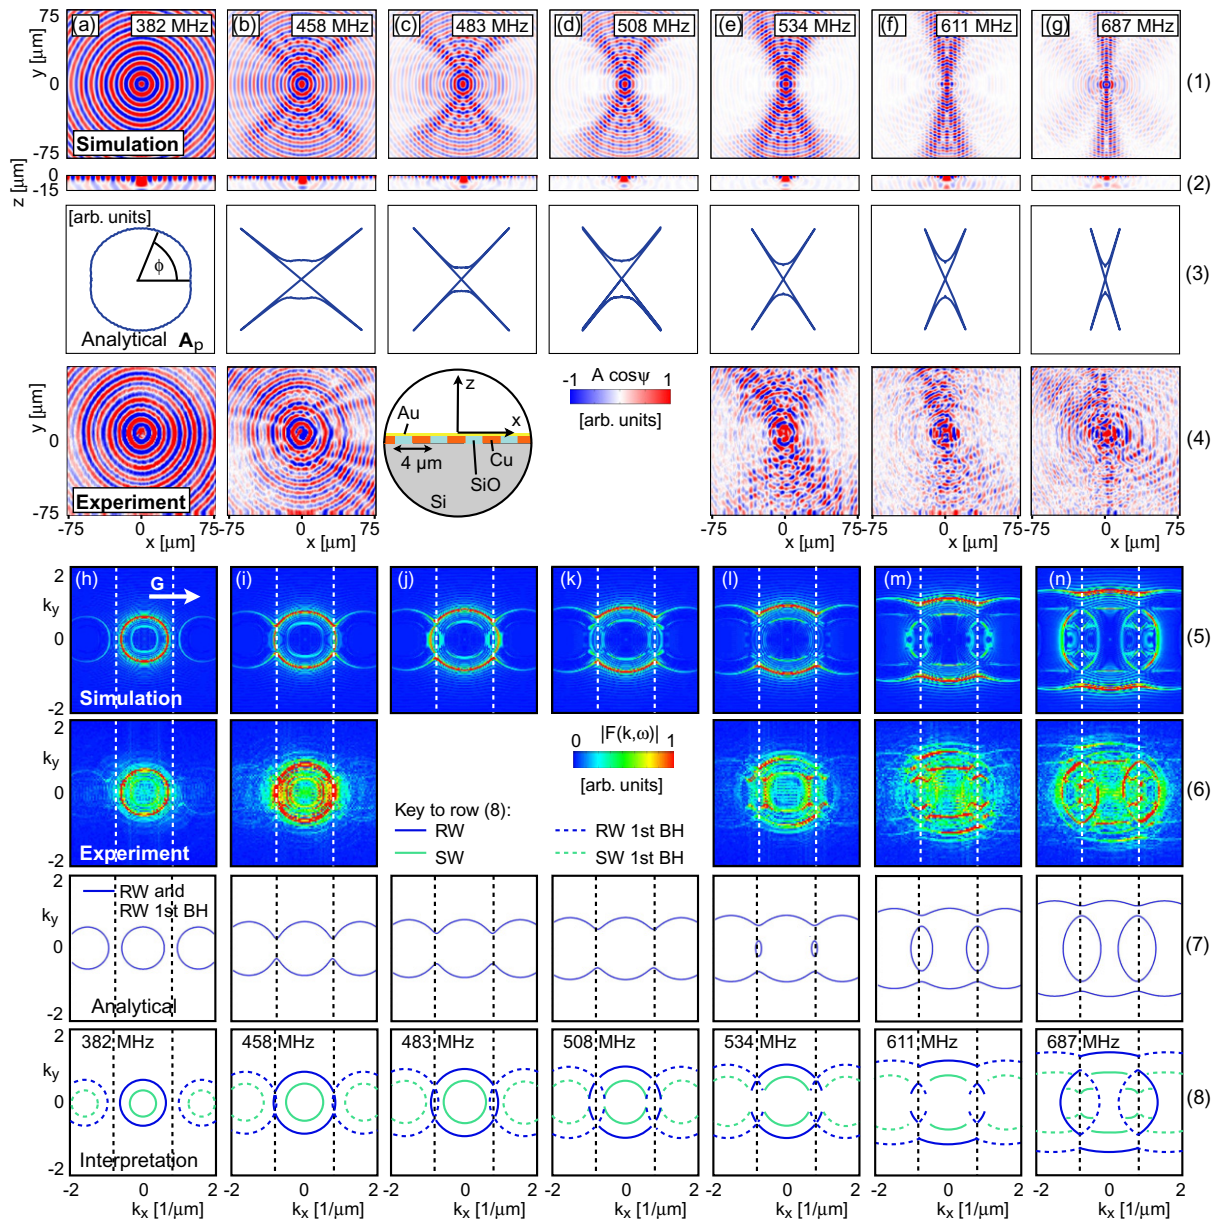 (a) 382 MHz (b) 458 MHz (c) 483 MHz (d) 508 MHz (e) 534 MHz (f) 611 MHz (g) 687 MHz
75
y [µm]
0
(1)
Simulation
-75
z [µm]
0
-15
(2)
[arb. units]
ϕ
(3)
Analytical Ap
y [µm]
75
0
-75
Experiment
-75 0 75 -75 0 75
x [µm] x [µm]
z
Au
x
4 µm
Cu
SiO
Si
A cosψ
-1 1
[arb. units]
(4)
-75 0 75 -75 0 75 -75 0 75
x [µm] x [µm] x [µm]
(h) (i) (j) (k) (l) (m) (n)
G
2
ky
0
-2
(5)
Simulation
2
ky
0
-2
(6)
Experiment
|F(k,ω)|
0 1
[arb. units]
Key to row (8):
RW RW 1st BH
SW SW 1st BH
2
RW and
RW 1st BH
ky
0
(7)
Analytical
-2
2
382 MHz 458 MHz 483 MHz 508 MHz 534 MHz 611 MHz 687 MHz
ky
0
(8)
Interpretation
-2
-2 0 2 -2 0 2 -2 0 2 -2 0 2 -2 0 2 -2 0 2 -2 0 2
kx [1/µm] kx [1/µm] kx [1/µm] kx [1/µm] kx [1/µm] kx [1/µm] kx [1/µm]